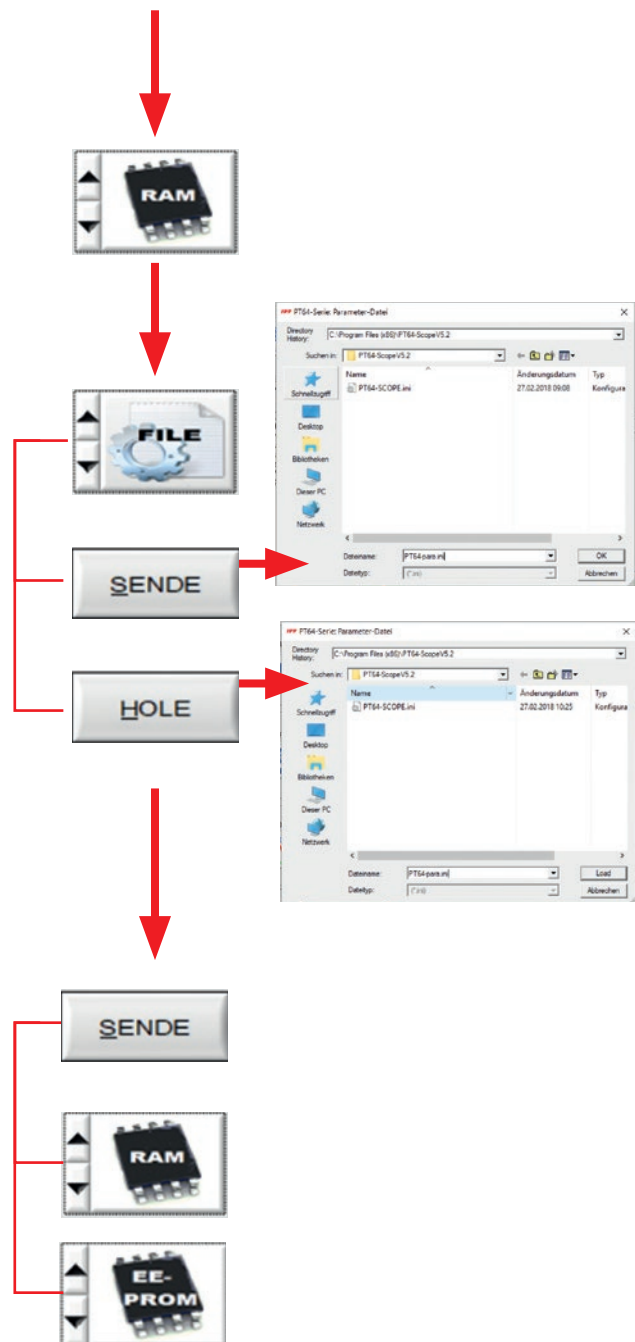 RAM
FILE
SENDE
HOLE
PT64-Serie: Parameter-Datei
Directory History: C:\Program Files (x86)\PT64-ScopeV5.2
Suchen in: PT64-ScopeV5.2
Name Änderungsdatum Typ
PT64-SCOPE.ini 27.02.2018 09:08 Konfigura
Schnellzugriff
Desktop
Bibliotheken
Dieser PC
Netzwerk
Dateiname: PT64-para.ini OK
Dateityp: (*.ini) Abbrechen
PT64-Serie: Parameter-Datei
Directory History: C:\Program Files (x86)\PT64-ScopeV5.2
Suchen in: PT64-ScopeV5.2
Name Änderungsdatum Typ
PT64-SCOPE.ini 27.02.2018 10:25 Konfigura
Schnellzugriff
Desktop
Bibliotheken
Dieser PC
Netzwerk
Dateiname: PT64-para.ini Load
Dateityp: (*.ini) Abbrechen
SENDE
RAM
EE-
PROM